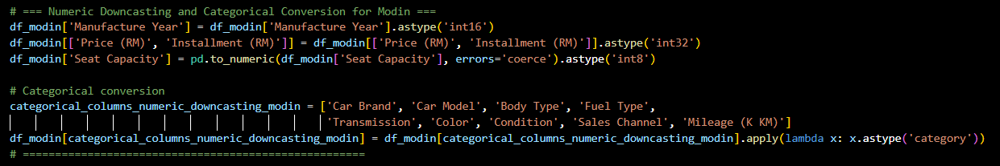 # === Numeric Downcasting and Categorical Conversion for Modin ===
df_modin['Manufacture Year'] = df_modin['Manufacture Year'].astype('int16')
df_modin[['Price (RM)', 'Installment (RM)']] = df_modin[['Price (RM)', 'Installment (RM)']].astype('int32')
df_modin['Seat Capacity'] = pd.to_numeric(df_modin['Seat Capacity'], errors='coerce').astype('int8')
# Categorical conversion
categorical_columns_numeric_downcasting_modin = ['Car Brand', 'Car Model', 'Body Type', 'Fuel Type',
'Transmission', 'Color', 'Condition', 'Sales Channel', 'Mileage (K KM)']
df_modin[categorical_columns_numeric_downcasting_modin] = df_modin[categorical_columns_numeric_downcasting_modin].apply(lambda x: x.astype('category'))
# =====================================================